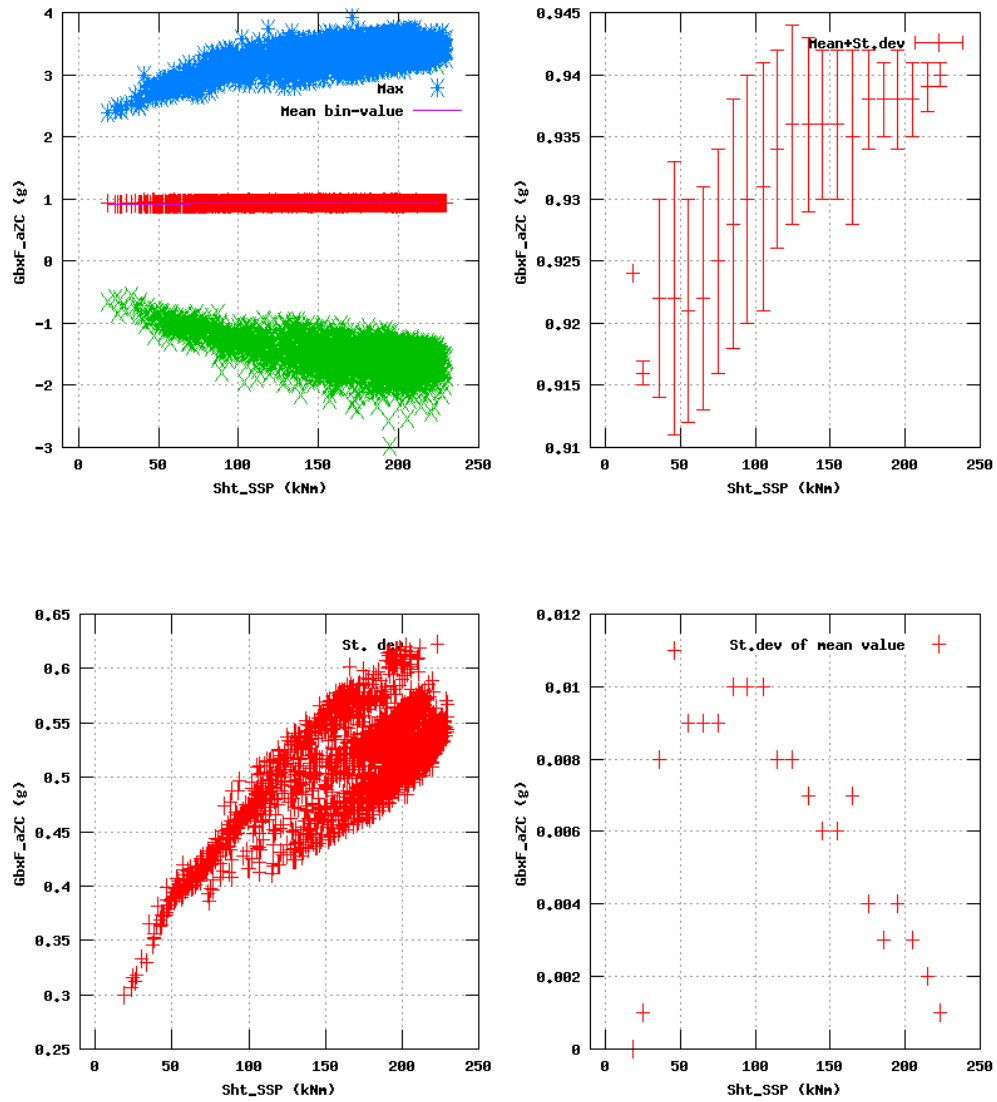 4
3
2
1
0
-1
-2
-3
0 50 100 150 200 250
GbxF_aZC (g)
Sht_SSP (kNm)
Max
Mean bin-value
0.945
0.94
0.935
0.93
0.925
0.92
0.915
0.91
0 50 100 150 200 250
GbxF_aZC (g)
Sht_SSP (kNm)
Mean+St.dev
0.65
0.6
0.55
0.5
0.45
0.4
0.35
0.3
0.25
0 50 100 150 200 250
GbxF_aZC (g)
Sht_SSP (kNm)
St. dev
0.012
0.01
0.008
0.006
0.004
0.002
0
0 50 100 150 200 250
GbxF_aZC (g)
Sht_SSP (kNm)
St.dev of mean value